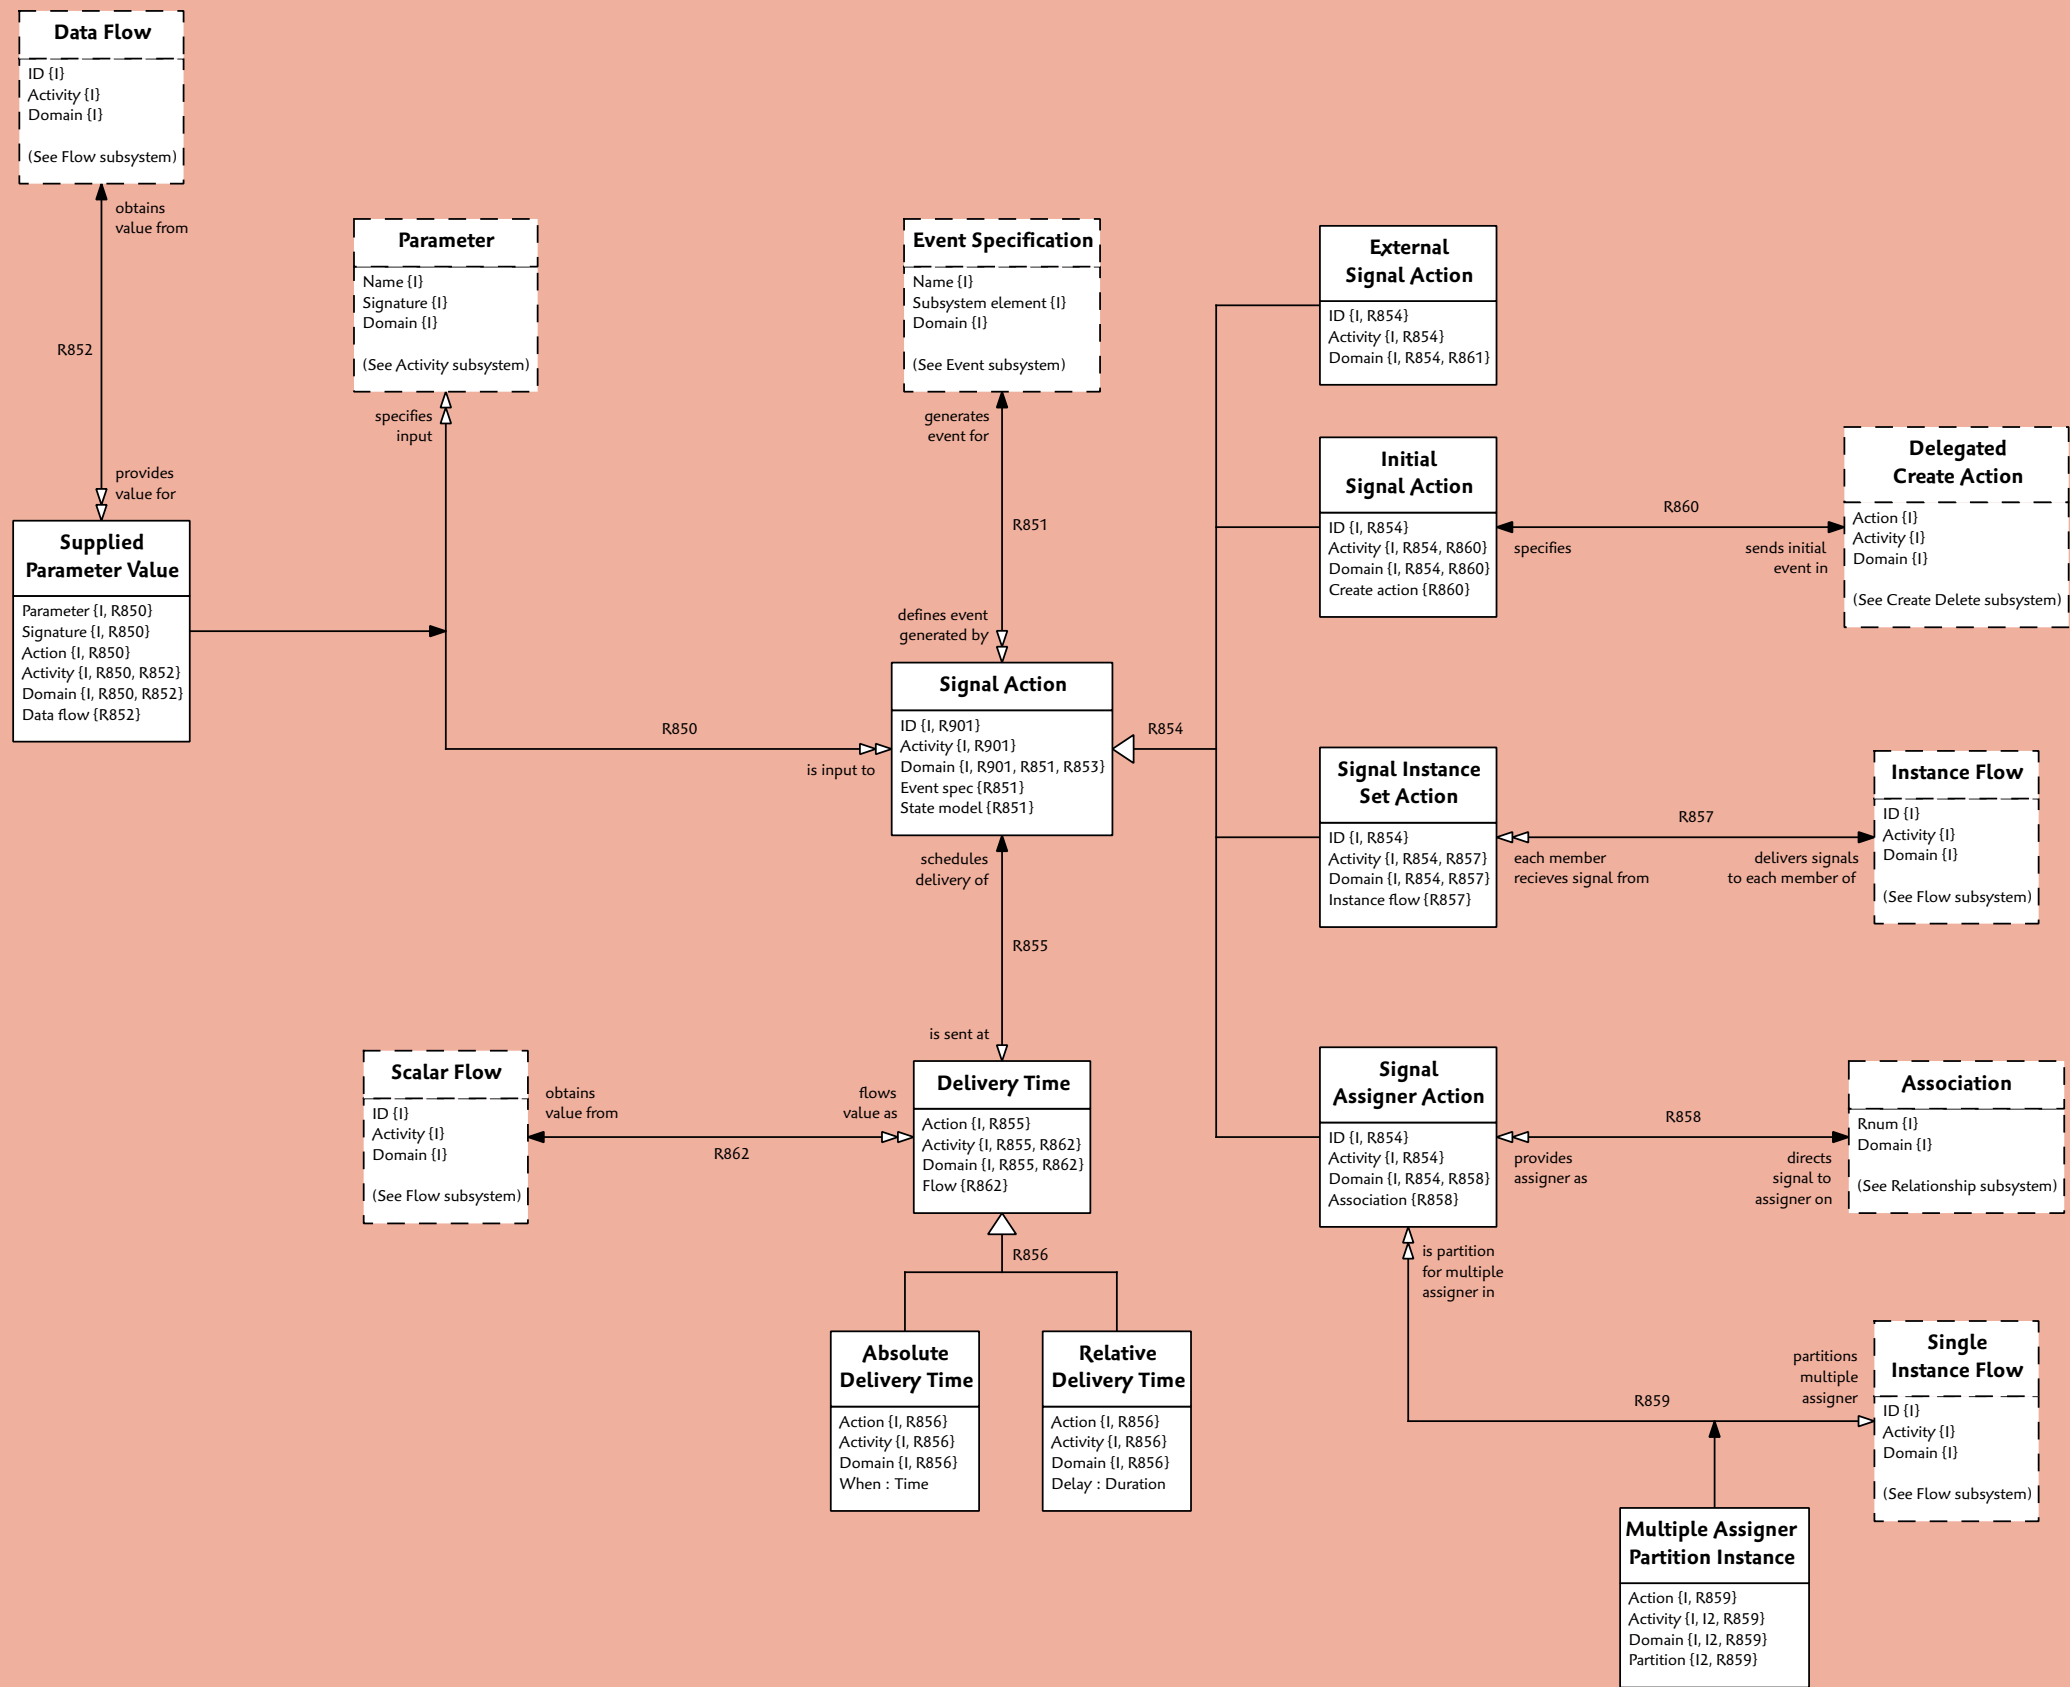 Data Flow
ID {I}
Activity {I}
Domain {I}
(See Flow subsystem)
obtains
value from
R852
provides
value for
Supplied
Parameter Value
Parameter {I, R850}
Signature {I, R850}
Action {I, R850}
Activity {I, R850, R852}
Domain {I, R850, R852}
Data flow {R852}
Parameter
Name {I}
Signature {I}
Domain {I}
(See Activity subsystem)
specifies
input
R850
is input to
Event Specification
Name {I}
Subsystem element {I}
Domain {I}
(See Event subsystem)
generates
event for
R851
defines event
generated by
Signal Action
ID {I, R901}
Activity {I, R901}
Domain {I, R901, R851, R853}
Event spec {R851}
State model {R851}
R854
External
Signal Action
ID {I, R854}
Activity {I, R854}
Domain {I, R854, R861}
Initial
Signal Action
ID {I, R854}
Activity {I, R854, R860}
Domain {I, R854, R860}
Create action {R860}
R860
specifies
sends initial
event in
Delegated
Create Action
Action {I}
Activity {I}
Domain {I}
(See Create Delete subsystem)
Signal Instance
Set Action
ID {I, R854}
Activity {I, R854, R857}
Domain {I, R854, R857}
Instance flow {R857}
R857
each member
recieves signal from
delivers signals
to each member of
Instance Flow
ID {I}
Activity {I}
Domain {I}
(See Flow subsystem)
schedules
delivery of
R855
is sent at
Scalar Flow
ID {I}
Activity {I}
Domain {I}
(See Flow subsystem)
obtains
value from
flows
value as
R862
Delivery Time
Action {I, R855}
Activity {I, R855, R862}
Domain {I, R855, R862}
Flow {R862}
R856
Absolute
Delivery Time
Action {I, R856}
Activity {I, R856}
Domain {I, R856}
When : Time
Relative
Delivery Time
Action {I, R856}
Activity {I, R856}
Domain {I, R856}
Delay : Duration
Signal
Assigner Action
ID {I, R854}
Activity {I, R854}
Domain {I, R854, R858}
Association {R858}
R858
provides
assigner as
directs
signal to
assigner on
Association
Rnum {I}
Domain {I}
(See Relationship subsystem)
is partition
for multiple
assigner in
R859
partitions
multiple
assigner
Single
Instance Flow
ID {I}
Activity {I}
Domain {I}
(See Flow subsystem)
Multiple Assigner
Partition Instance
Action {I, R859}
Activity {I, I2, R859}
Domain {I, I2, R859}
Partition {I2, R859}